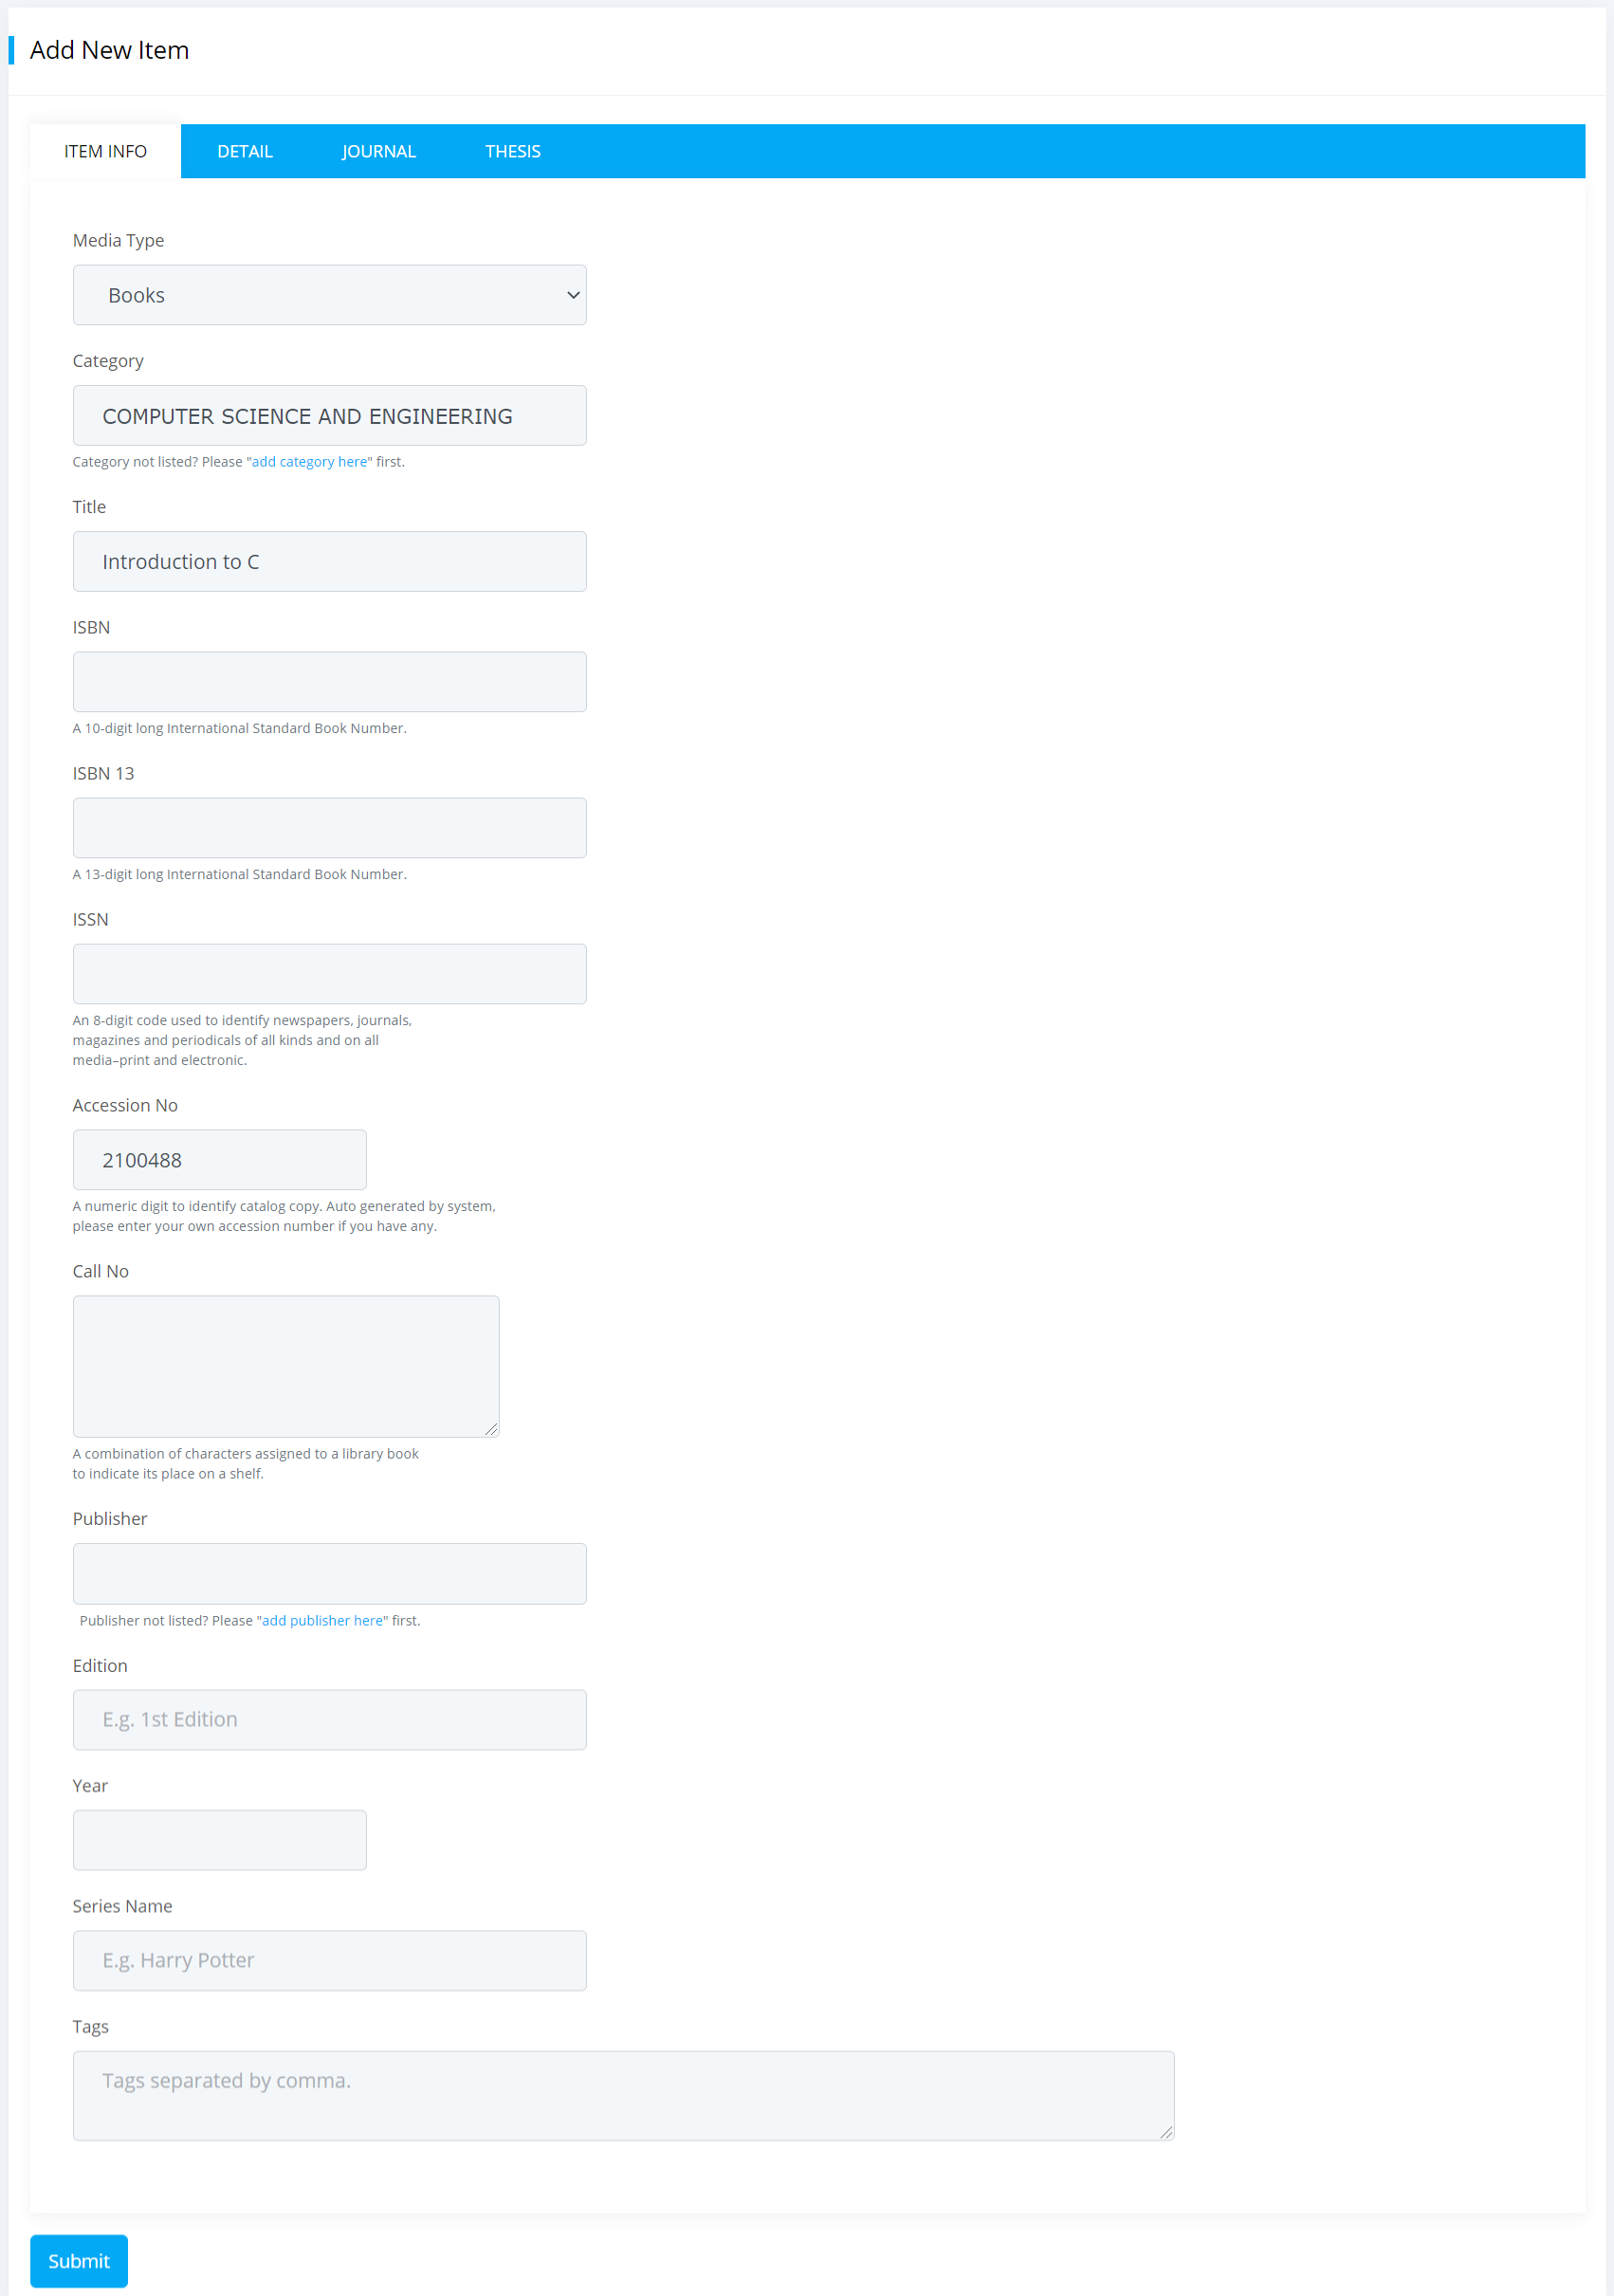 Add New Item
ITEM INFO DETAIL JOURNAL THESIS
Media Type
Books
Category
COMPUTER SCIENCE AND ENGINEERING
Category not listed? Please "add category here" first.
Title
Introduction to C
ISBN
A 10-digit long International Standard Book Number.
ISBN 13
A 13-digit long International Standard Book Number.
ISSN
An 8-digit code used to identify newspapers, journals,
magazines and periodicals of all kinds and on all
media–print and electronic.
Accession No
2100488
A numeric digit to identify catalog copy. Auto generated by system,
please enter your own accession number if you have any.
Call No
A combination of characters assigned to a library book
to indicate its place on a shelf.
Publisher
Publisher not listed? Please "add publisher here" first.
Edition
E.g. 1st Edition
Year
Series Name
E.g. Harry Potter
Tags
Tags separated by comma.
Submit